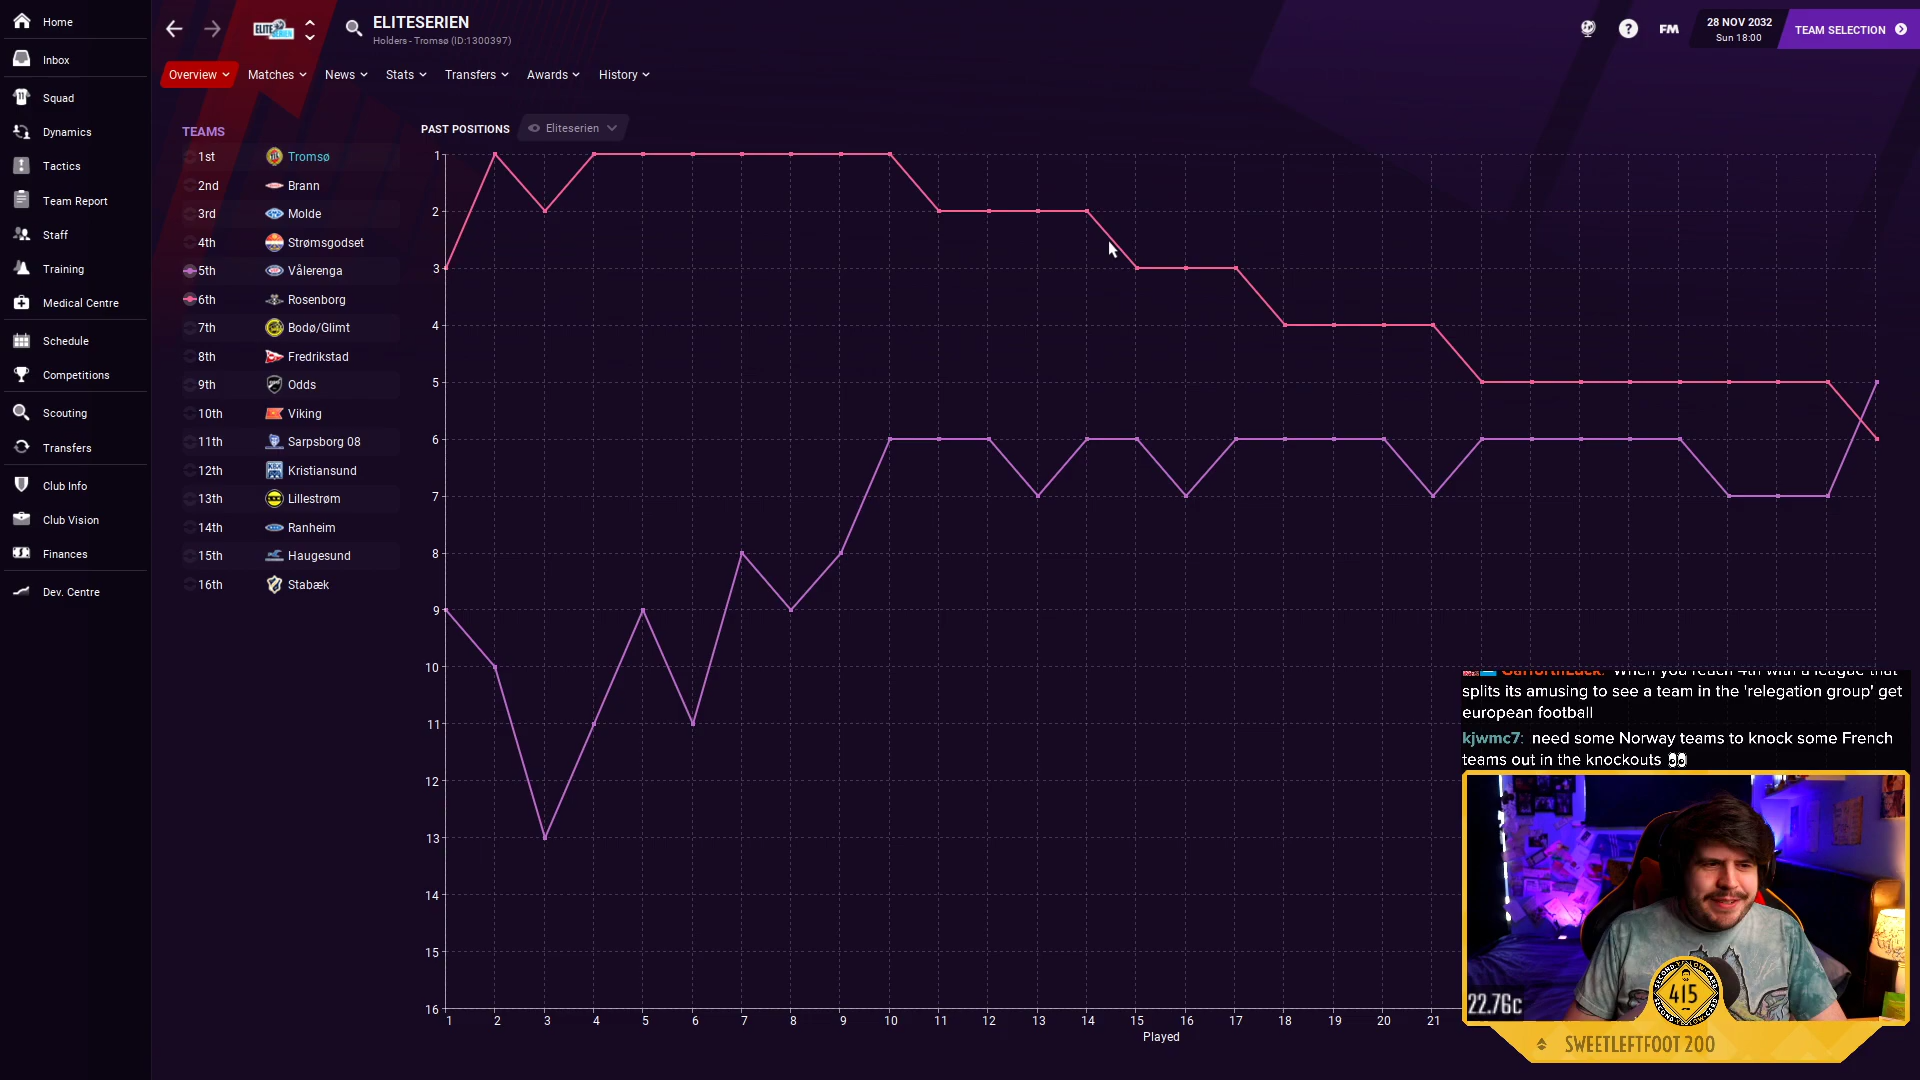 Home
Inbox
Squad
Dynamics
Tactics
Team Report
Staff
Training
Medical Centre
Schedule
Competitions
Scouting
Transfers
Club Info
Club Vision
Finances
Dev. Centre
ELITESERIEN
Holders - Tromsø (ID:1300397)
FM
28 NOV 2032
Sun 18:00
TEAM SELECTION
Overview
Matches
News
Stats
Transfers
Awards
History
TEAMS
1st Tromsø
2nd Brann
3rd Molde
4th Strømsgodset
5th Vålerenga
6th Rosenborg
7th Bodø/Glimt
8th Fredrikstad
9th Odds
10th Viking
11th Sarpsborg 08
12th Kristiansund
13th Lillestrøm
14th Ranheim
15th Haugesund
16th Stabæk
PAST POSITIONS Eliteserien
1
2
3
4
5
6
7
8
9
10
11
12
13
14
15
16
1 2 3 4 5 6 7 8 9 10 11 12 13 14 15 16 17 18 19 20 21
Played
When you reach 4th with a league that
splits its amusing to see a team in the 'relegation group' get
european football
kjwmc7: need some Norway teams to knock some French
teams out in the knockouts 👀
22.76c
415
SWEETLEFTFOOT 200